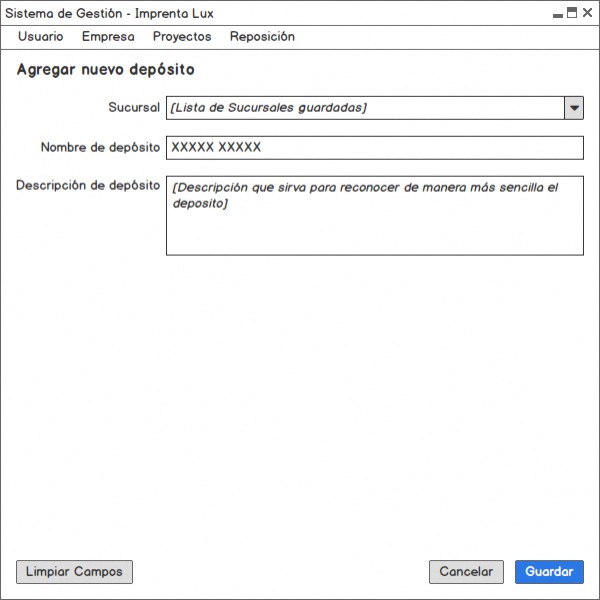 Sistema de Gestión - Imprenta Lux
Usuario Empresa Proyectos Reposición
Agregar nuevo depósito
Sucursal [Lista de Sucursales guardadas]
Nombre de depósito XXXXX XXXXX
Descripción de depósito [Descripción que sirva para reconocer de manera más sencilla el
deposito]
Limpiar Campos Cancelar Guardar